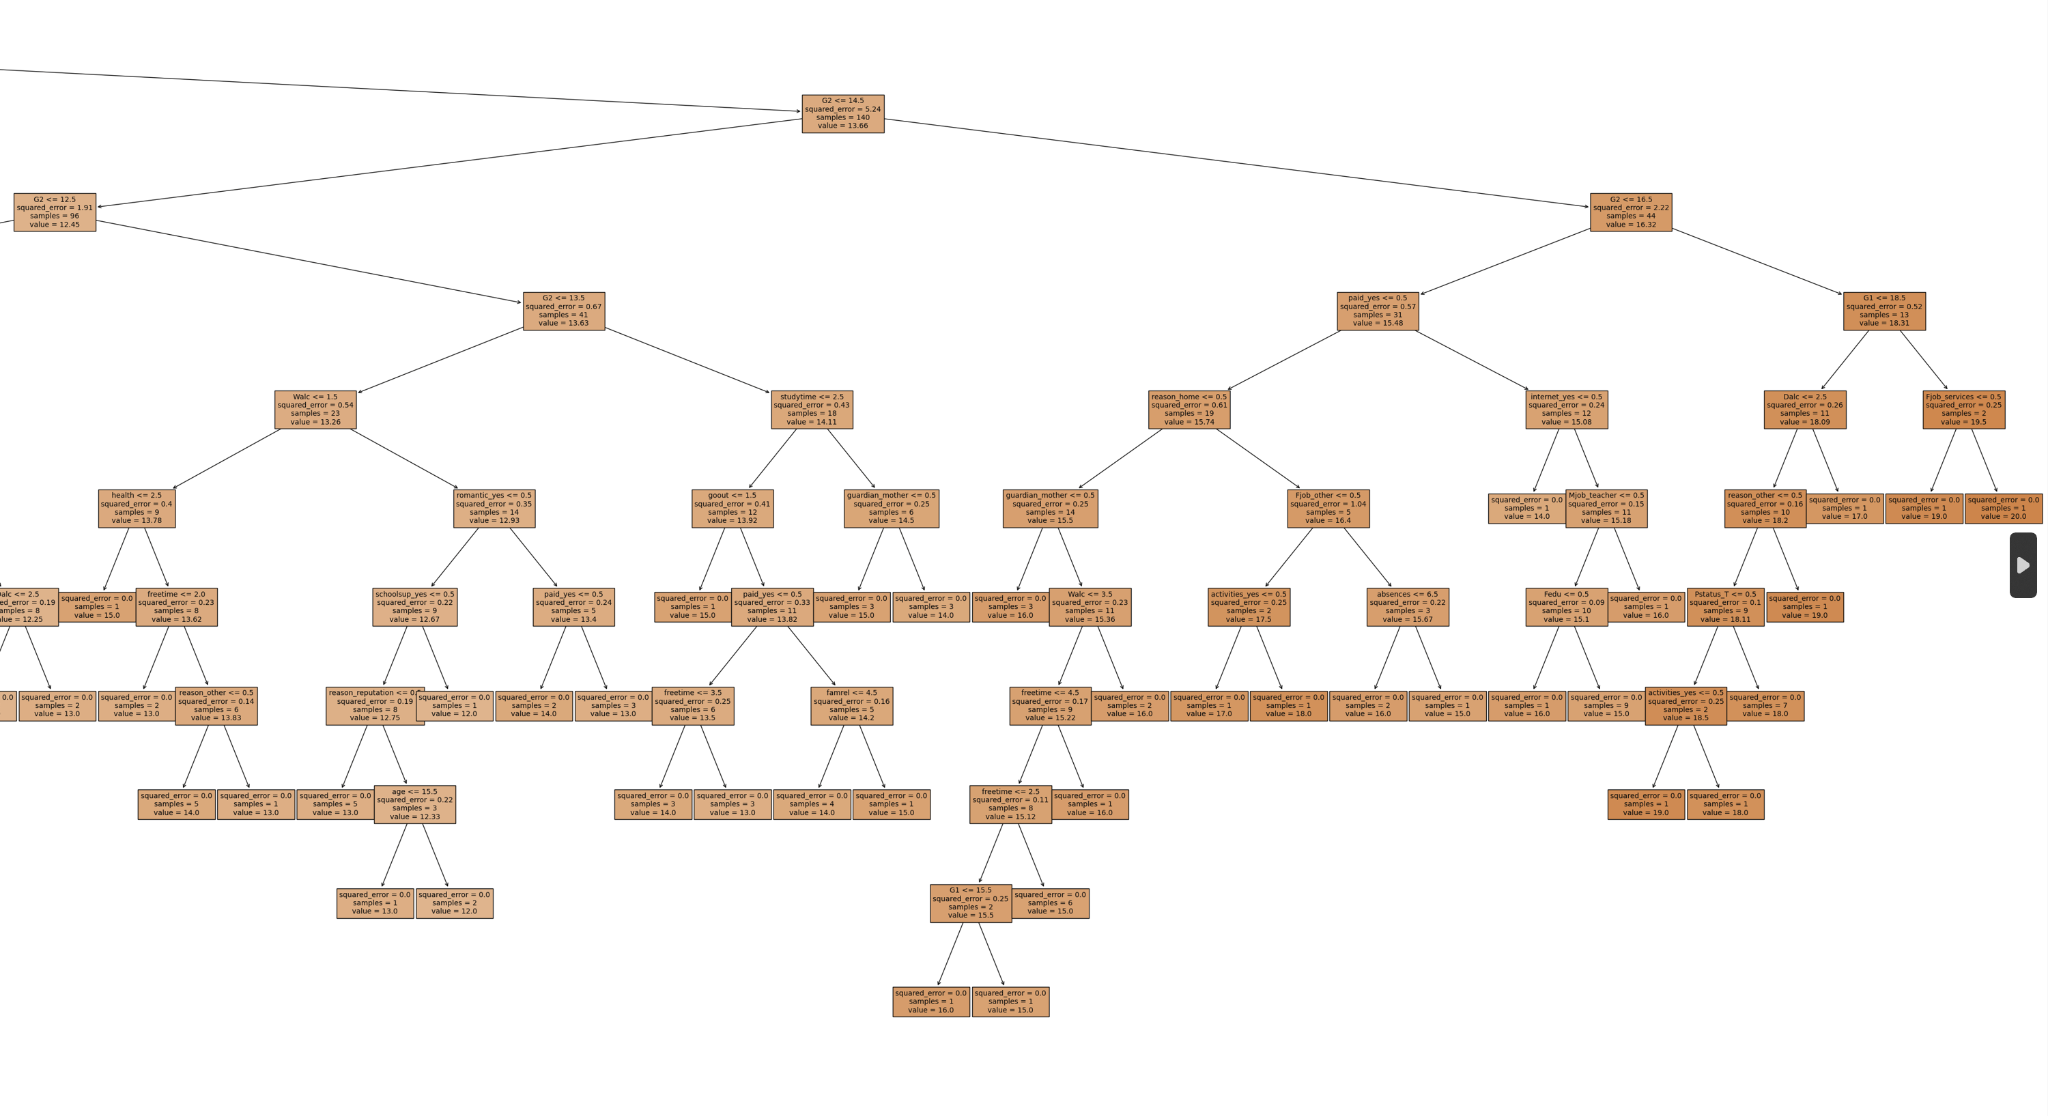 G2 <= 14.5
squared_error = 5.24
samples = 140
value = 13.66
G2 <= 12.5
squared_error = 1.91
samples = 96
value = 12.45
G2 <= 16.5
squared_error = 2.22
samples = 44
value = 16.32
G2 <= 13.5
squared_error = 0.67
samples = 41
value = 13.63
paid_yes <= 0.5
squared_error = 0.57
samples = 31
value = 15.48
G1 <= 18.5
squared_error = 0.52
samples = 13
value = 18.31
Walc <= 1.5
squared_error = 0.54
samples = 23
value = 13.26
studytime <= 2.5
squared_error = 0.43
samples = 18
value = 14.11
reason_home <= 0.5
squared_error = 0.61
samples = 19
value = 15.74
internet_yes <= 0.5
squared_error = 0.24
samples = 12
value = 15.08
Dalc <= 2.5
squared_error = 0.26
samples = 11
value = 18.09
Fjob_services <= 0.5
squared_error = 0.25
samples = 2
value = 19.5
health <= 2.5
squared_error = 0.4
samples = 9
value = 13.78
romantic_yes <= 0.5
squared_error = 0.35
samples = 14
value = 12.93
goout <= 1.5
squared_error = 0.41
samples = 12
value = 13.92
guardian_mother <= 0.5
squared_error = 0.25
samples = 6
value = 14.5
guardian_mother <= 0.5
squared_error = 0.25
samples = 14
value = 15.5
Fjob_other <= 0.5
squared_error = 1.04
samples = 5
value = 16.4
squared_error = 0.0
samples = 1
value = 14.0
Mjob_teacher <= 0.5
squared_error = 0.15
samples = 11
value = 15.18
reason_other <= 0.5
squared_error = 0.16
samples = 10
value = 18.2
squared_error = 0.0
samples = 1
value = 17.0
squared_error = 0.0
samples = 1
value = 19.0
squared_error = 0.0
samples = 1
value = 20.0
alc <= 2.5
ed_error = 0.19
mples = 8
lue = 12.25
squared_error = 0.0
samples = 1
value = 15.0
freetime <= 2.0
squared_error = 0.23
samples = 8
value = 13.62
schoolsup_yes <= 0.5
squared_error = 0.22
samples = 9
value = 12.67
paid_yes <= 0.5
squared_error = 0.24
samples = 5
value = 13.4
squared_error = 0.0
samples = 1
value = 15.0
paid_yes <= 0.5
squared_error = 0.33
samples = 11
value = 13.82
squared_error = 0.0
samples = 3
value = 15.0
squared_error = 0.0
samples = 3
value = 14.0
squared_error = 0.0
samples = 3
value = 16.0
Walc <= 3.5
squared_error = 0.23
samples = 11
value = 15.36
activities_yes <= 0.5
squared_error = 0.25
samples = 2
value = 17.5
absences <= 6.5
squared_error = 0.22
samples = 3
value = 15.67
Fedu <= 0.5
squared_error = 0.09
samples = 10
value = 15.1
squared_error = 0.0
samples = 1
value = 16.0
Pstatus_T <= 0.5
squared_error = 0.1
samples = 9
value = 18.11
squared_error = 0.0
samples = 1
value = 19.0
0.0
squared_error = 0.0
samples = 2
value = 13.0
squared_error = 0.0
samples = 2
value = 13.0
reason_other <= 0.5
squared_error = 0.14
samples = 6
value = 13.83
reason_reputation <= 0.5
squared_error = 0.19
samples = 8
value = 12.75
squared_error = 0.0
samples = 1
value = 12.0
squared_error = 0.0
samples = 2
value = 14.0
squared_error = 0.0
samples = 3
value = 13.0
freetime <= 3.5
squared_error = 0.25
samples = 6
value = 13.5
famrel <= 4.5
squared_error = 0.16
samples = 5
value = 14.2
freetime <= 4.5
squared_error = 0.17
samples = 9
value = 15.22
squared_error = 0.0
samples = 2
value = 16.0
squared_error = 0.0
samples = 1
value = 17.0
squared_error = 0.0
samples = 1
value = 18.0
squared_error = 0.0
samples = 2
value = 16.0
squared_error = 0.0
samples = 1
value = 15.0
squared_error = 0.0
samples = 1
value = 16.0
squared_error = 0.0
samples = 9
value = 15.0
activities_yes <= 0.5
squared_error = 0.25
samples = 2
value = 18.5
squared_error = 0.0
samples = 7
value = 18.0
squared_error = 0.0
samples = 5
value = 14.0
squared_error = 0.0
samples = 1
value = 13.0
squared_error = 0.0
samples = 5
value = 13.0
age <= 15.5
squared_error = 0.22
samples = 3
value = 12.33
squared_error = 0.0
samples = 3
value = 14.0
squared_error = 0.0
samples = 3
value = 13.0
squared_error = 0.0
samples = 4
value = 14.0
squared_error = 0.0
samples = 1
value = 15.0
freetime <= 2.5
squared_error = 0.11
samples = 8
value = 15.12
squared_error = 0.0
samples = 1
value = 16.0
squared_error = 0.0
samples = 1
value = 19.0
squared_error = 0.0
samples = 1
value = 18.0
squared_error = 0.0
samples = 1
value = 13.0
squared_error = 0.0
samples = 2
value = 12.0
G1 <= 15.5
squared_error = 0.25
samples = 2
value = 15.5
squared_error = 0.0
samples = 6
value = 15.0
squared_error = 0.0
samples = 1
value = 16.0
squared_error = 0.0
samples = 1
value = 15.0